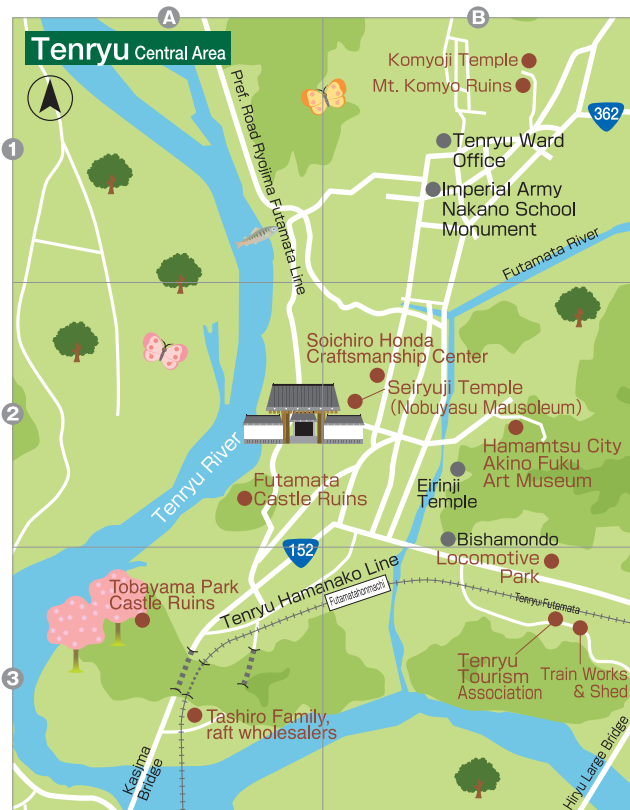 A
B
Tenryu Central Area
Komyoji Temple
Mt. Komyo Ruins
362
1
Tenryu Ward
Office
Imperial Army
Nakano School
Monument
Pref. Road Ryojima Futamata Line
Futamata River
Soichiro Honda
Craftsmanship Center
Seiryuji Temple
(Nobuyasu Mausoleum)
2
Hamamtsu City
Akino Fuku
Art Museum
Tenryu River
Futamata
Castle Ruins
Eirinji
Temple
Bishamondo
152
Locomotive
Park
Tenryu Hamanako Line
Futamatahonmachi
Tenryu Futamata
Tobayama Park
Castle Ruins
3
Tenryu
Tourism
Association
Train Works
& Shed
Tashiro Family,
raft wholesalers
Kasima
Bridge
Hiryu Large Bridge